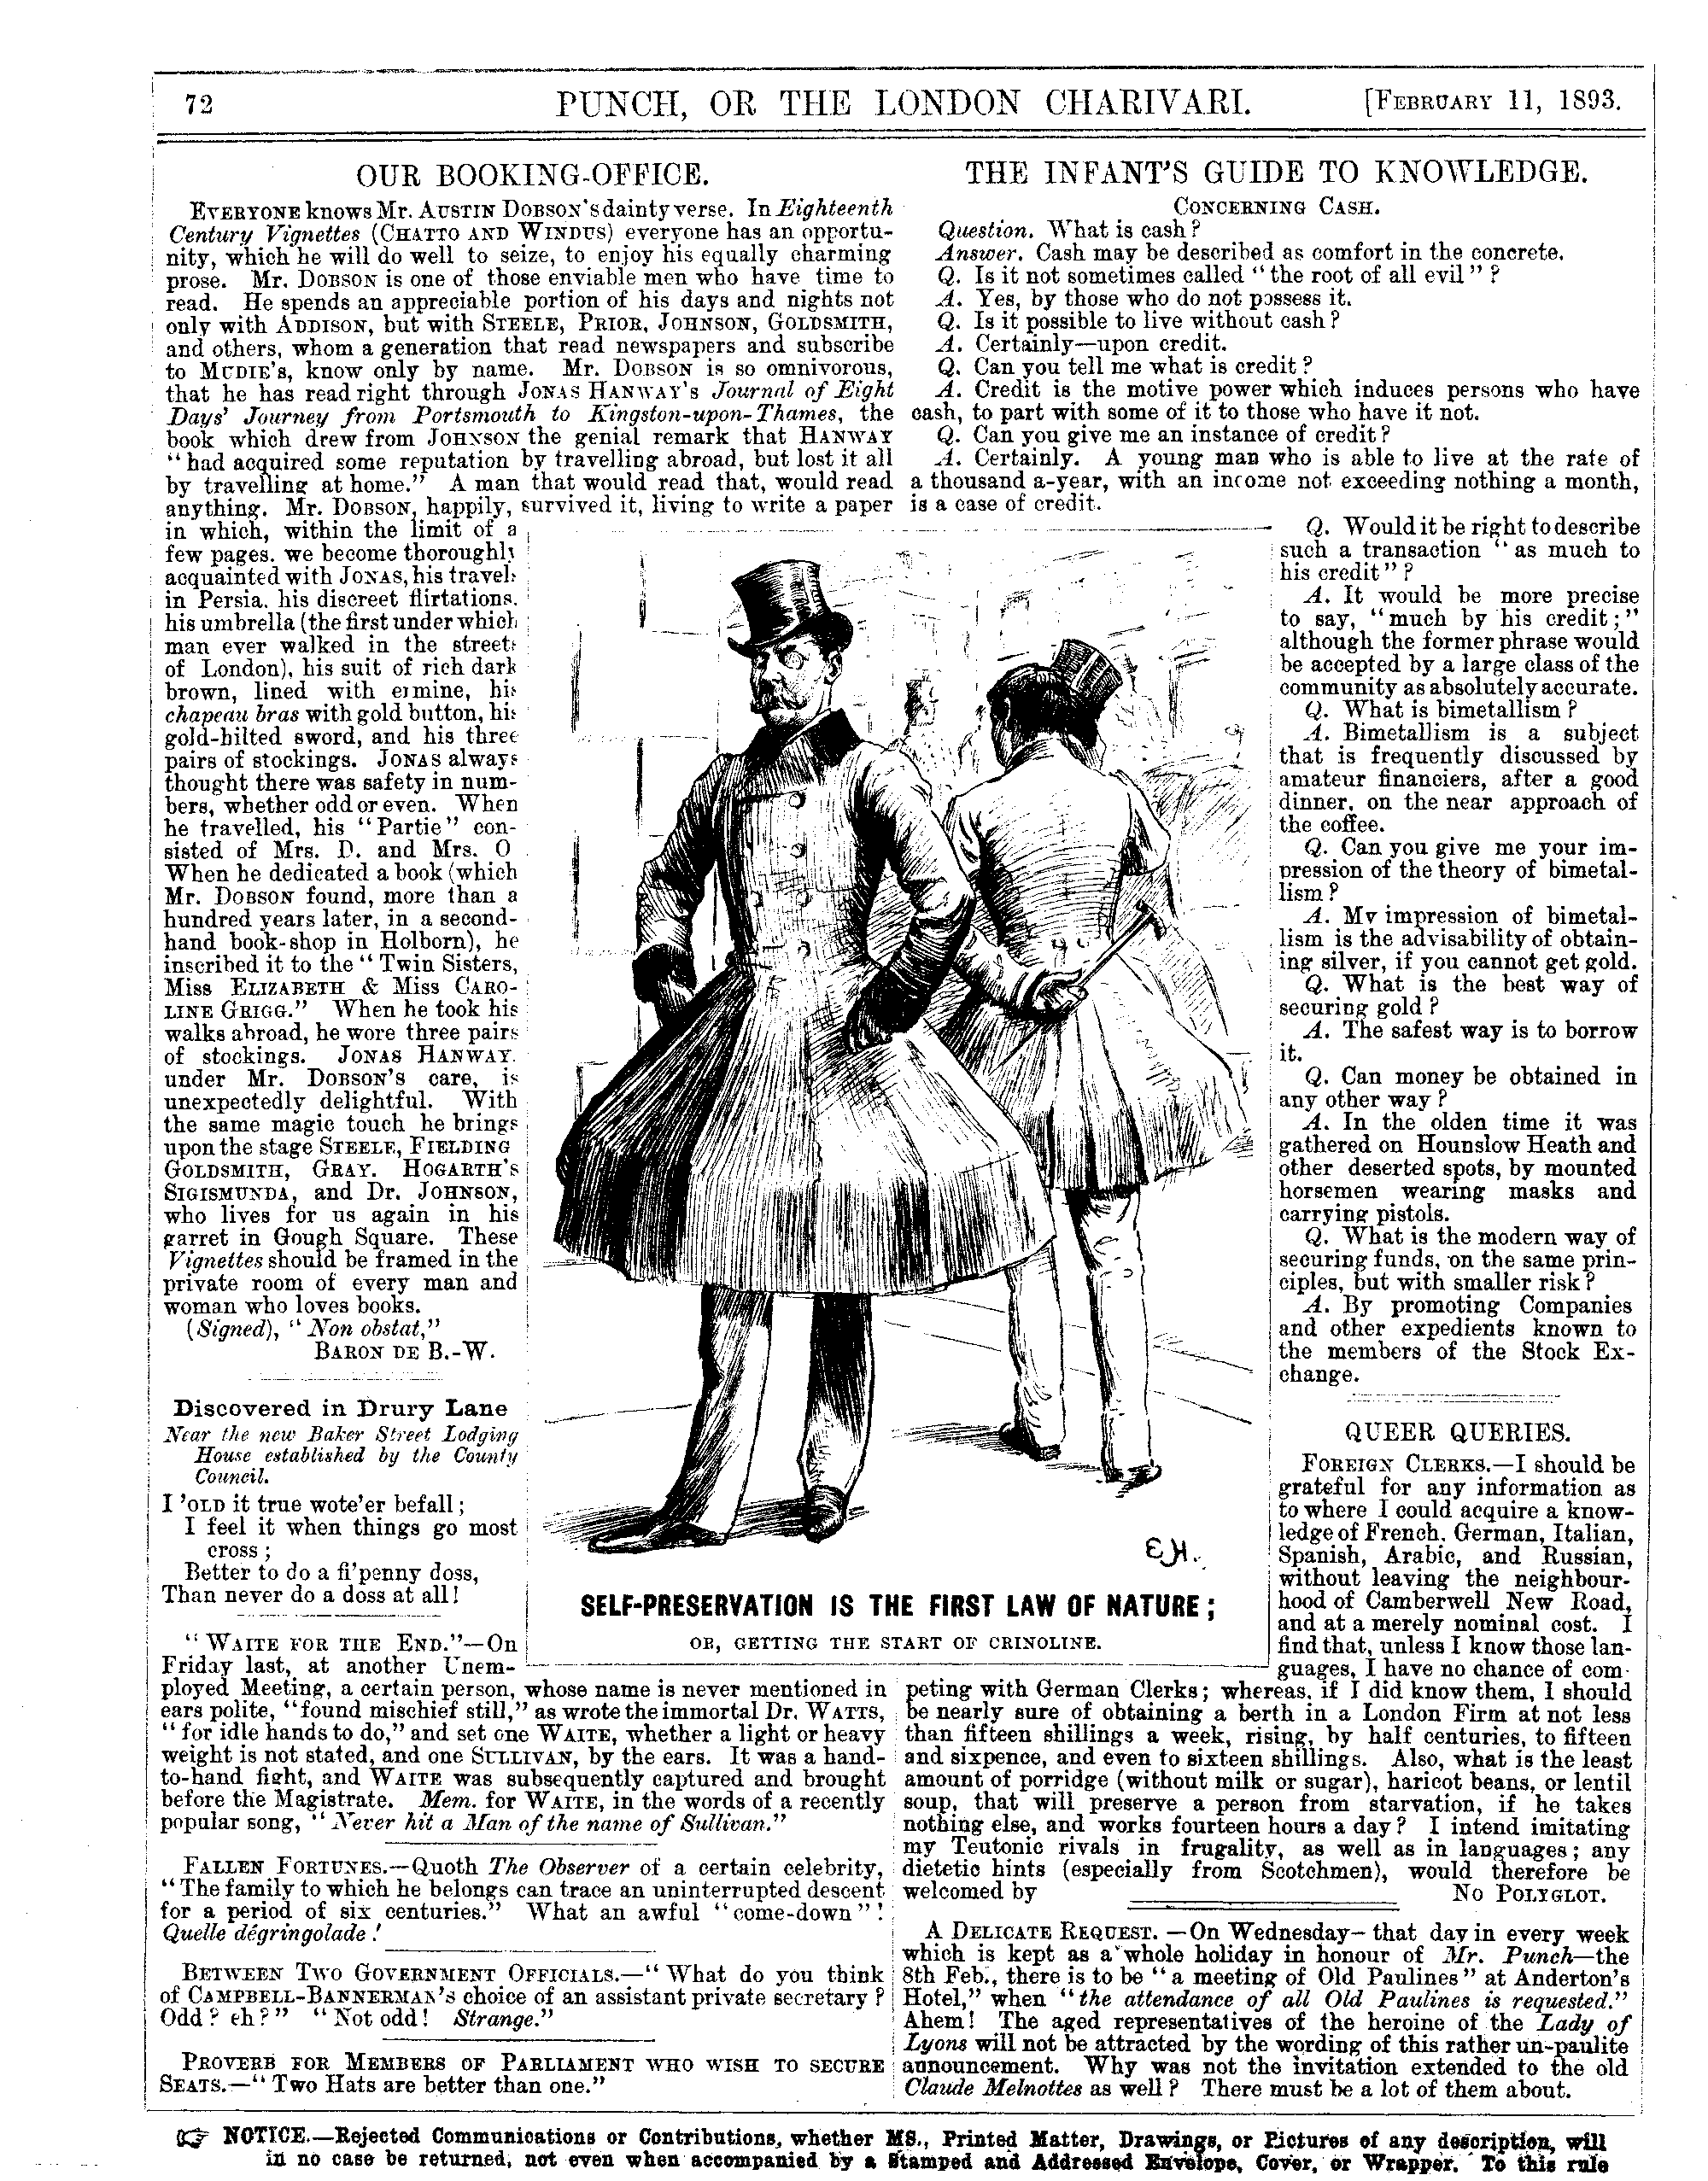 72
PUNCH, OR THE LONDON CHARIVARI.
[FEBRUARY 11, 1893.
OUR BOOKING-OFFICE.
EVERYONE knows Mr. AUSTIN DOBSON'S dainty verse. In Eighteenth
Century Vignettes (CHATTO AND WINDUS) everyone has an opportu-
nity, which he will do well to seize, to enjoy his equally charming
prose. Mr. DOBSON is one of those enviable men who have time to
read. He spends an appreciable portion of his days and nights not
only with ADDISON, but with STEELE, PRIOR, JOHNSON, GOLDSMITH,
and others, whom a generation that read newspapers and subscribe
to MUDIE'S, know only by name. Mr. DOBSON is so omnivorous,
that he has read right through JONAS HANWAY'S Journal of Eight
Days' Journey from Portsmouth to Kingston-upon-Thames, the
book which drew from JOHNSON the genial remark that HANWAY
"had acquired some reputation by travelling abroad, but lost it all
by travelling at home." A man that would read that, would read
anything. Mr. DOBSON, happily, survived it, living to write a paper
in which, within the limit of a
few pages, we become thoroughly
acquainted with JONAS, his travels
in Persia, his discreet flirtations,
his umbrella (the first under which
man ever walked in the streets
of London), his suit of rich dark
brown, lined with ermine, his
chapeau bras with gold button, his
gold-hilted sword, and his three
pairs of stockings. JONAS always
thought there was safety in num-
bers, whether odd or even. When
he travelled, his "Partie" con-
sisted of Mrs. D. and Mrs. O
When he dedicated a book (which
Mr. DOBSON found, more than a
hundred years later, in a second-
hand book-shop in Holborn), he
inscribed it to the "Twin Sisters,
Miss ELIZABETH & Miss CARO-
LINE GRIGG." When he took his
walks abroad, he wore three pairs
of stockings. JONAS HANWAY,
under Mr. DOBSON'S care, is
unexpectedly delightful. With
the same magic touch he brings
upon the stage STEELE, FIELDING
GOLDSMITH, GRAY, HOGARTH'S
SIGISMUNDA, and Dr. JOHNSON,
who lives for us again in his
garret in Gough Square. These
Vignettes should be framed in the
private room of every man and
woman who loves books.
(Signed), "Non obstat,"
BARON DE B.-W.
Discovered in Drury Lane
Near the new Baker Street Lodging
House established by the County
Council.
I 'OLD it true wote'er befall;
I feel it when things go most
cross;
Better to do a fi'penny doss,
Than never do a doss at all!
"WAITE FOR THE END."—On
Friday last, at another Unem-
ployed Meeting, a certain person, whose name is never mentioned in
ears polite, "found mischief still," as wrote the immortal Dr. WATTS,
"for idle hands to do," and set one WAITE, whether a light or heavy
weight is not stated, and one SULLIVAN, by the ears. It was a hand-
to-hand fight, and WAITE was subsequently captured and brought
before the Magistrate. Mem. for WAITE, in the words of a recently
popular song, "Never hit a Man of the name of Sullivan."
FALLEN FORTUNES.—Quoth The Observer of a certain celebrity,
"The family to which he belongs can trace an uninterrupted descent
for a period of six centuries." What an awful "come-down"!
Quelle dégringolade!
BETWEEN TWO GOVERNMENT OFFICIALS.—"What do you think
of CAMPBELL-BANNERMAN'S choice of an assistant private secretary?
Odd? eh?" "Not odd! Strange."
PROVERB FOR MEMBERS OF PARLIAMENT WHO WISH TO SECURE
SEATS.—"Two Hats are better than one."
EH.
SELF-PRESERVATION IS THE FIRST LAW OF NATURE;
OR, GETTING THE START OF CRINOLINE.
THE INFANT'S GUIDE TO KNOWLEDGE.
CONCERNING CASH.
Question. What is cash?
Answer. Cash may be described as comfort in the concrete.
Q. Is it not sometimes called "the root of all evil"?
A. Yes, by those who do not possess it.
Q. Is it possible to live without cash?
A. Certainly—upon credit.
Q. Can you tell me what is credit?
A. Credit is the motive power which induces persons who have
cash, to part with some of it to those who have it not.
Q. Can you give me an instance of credit?
A. Certainly. A young man who is able to live at the rate of
a thousand a-year, with an income not exceeding nothing a month,
is a case of credit.
Q. Would it be right to describe
such a transaction "as much to
his credit"?
A. It would be more precise
to say, "much by his credit;"
although the former phrase would
be accepted by a large class of the
community as absolutely accurate.
Q. What is bimetallism?
A. Bimetallism is a subject
that is frequently discussed by
amateur financiers, after a good
dinner, on the near approach of
the coffee.
Q. Can you give me your im-
pression of the theory of bimetal-
lism?
A. My impression of bimetal-
lism is the advisability of obtain-
ing silver, if you cannot get gold.
Q. What is the best way of
securing gold?
A. The safest way is to borrow
it.
Q. Can money be obtained in
any other way?
A. In the olden time it was
gathered on Hounslow Heath and
other deserted spots, by mounted
horsemen wearing masks and
carrying pistols.
Q. What is the modern way of
securing funds, on the same prin-
ciples, but with smaller risk?
A. By promoting Companies
and other expedients known to
the members of the Stock Ex-
change.
QUEER QUERIES.
FOREIGN CLERKS.—I should be
grateful for any information as
to where I could acquire a know-
ledge of French, German, Italian,
Spanish, Arabic, and Russian,
without leaving the neighbour-
hood of Camberwell New Road,
and at a merely nominal cost. I
find that, unless I know those lan-
guages, I have no chance of com-
peting with German Clerks; whereas, if I did know them, I should
be nearly sure of obtaining a berth in a London Firm at not less
than fifteen shillings a week, rising, by half centuries, to fifteen
and sixpence, and even to sixteen shillings. Also, what is the least
amount of porridge (without milk or sugar), haricot beans, or lentil
soup, that will preserve a person from starvation, if he takes
nothing else, and works fourteen hours a day? I intend imitating
my Teutonic rivals in frugality, as well as in languages; any
dietetic hints (especially from Scotchmen), would therefore be
welcomed by NO POLYGLOT.
A DELICATE REQUEST.—On Wednesday—that day in every week
which is kept as a whole holiday in honour of Mr. Punch—the
8th Feb., there is to be "a meeting of Old Paulines" at Anderton's
Hotel," when "the attendance of all Old Paulines is requested."
Ahem! The aged representatives of the heroine of the Lady of
Lyons will not be attracted by the wording of this rather un-paulite
announcement. Why was not the invitation extended to the old
Claude Melnottes as well? There must be a lot of them about.
☞ NOTICE.—Rejected Communications or Contributions, whether MS., Printed Matter, Drawings, or Pictures of any description, will
in no case be returned, not even when accompanied by a Stamped and Addressed Envelope, Cover, or Wrapper. To this rule